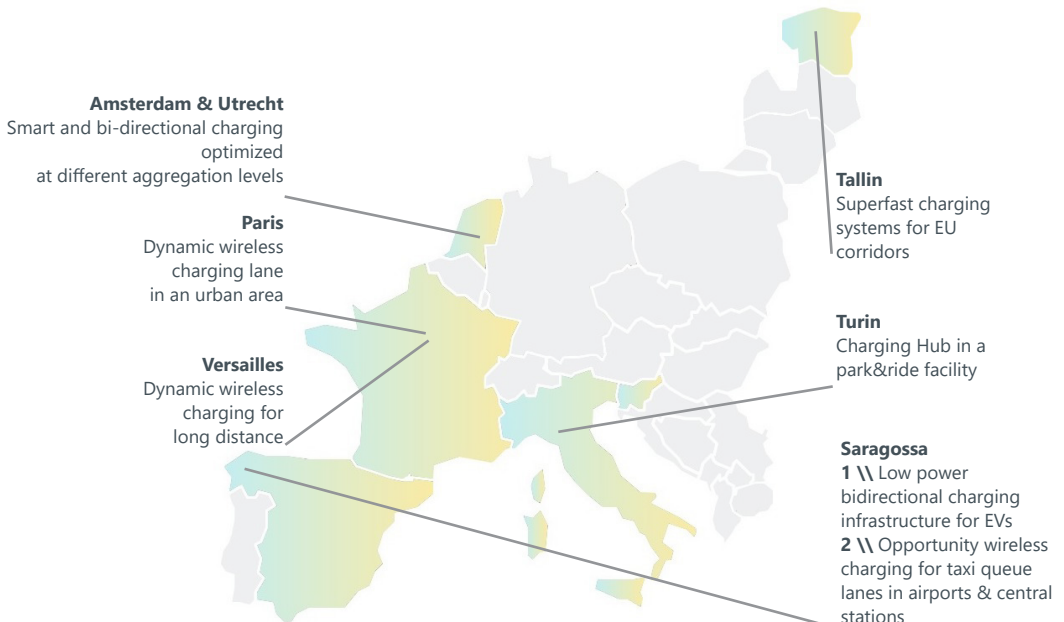 Amsterdam & Utrecht
Smart and bi-directional charging
optimized
at different aggregation levels
Paris
Dynamic wireless
charging lane
in an urban area
Versailles
Dynamic wireless
charging for
long distance
Tallin
Superfast charging
systems for EU
corridors
Turin
Charging Hub in a
park&ride facility
Saragossa
1 \\ Low power
bidirectional charging
infrastructure for EVs
2 \\ Opportunity wireless
charging for taxi queue
lanes in airports & central
stations